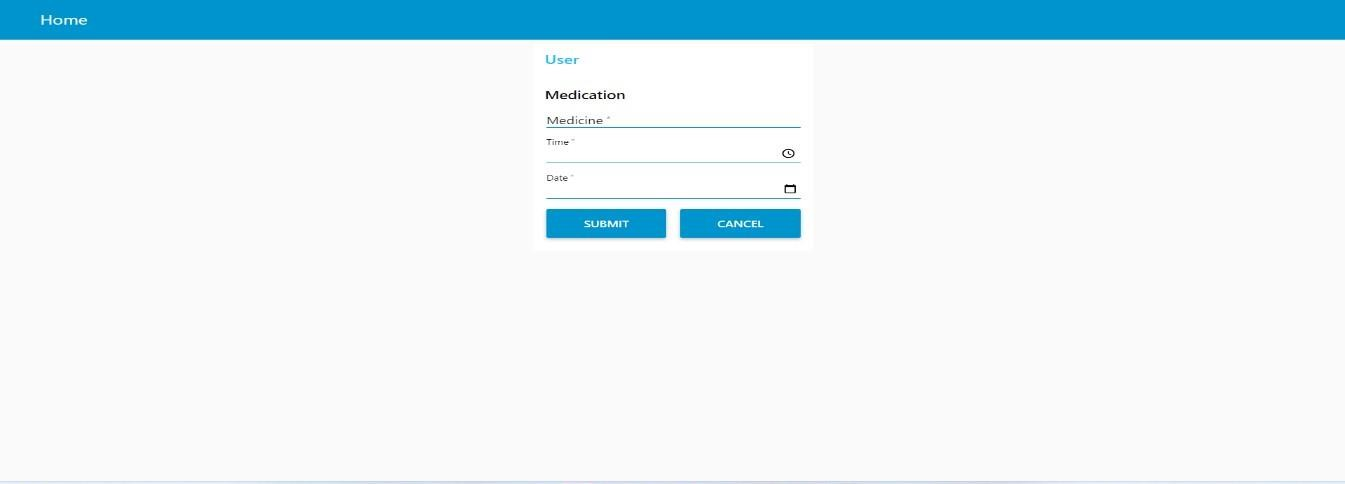 Home
User
Medication
Medicine *
Time *
Date *
SUBMIT CANCEL